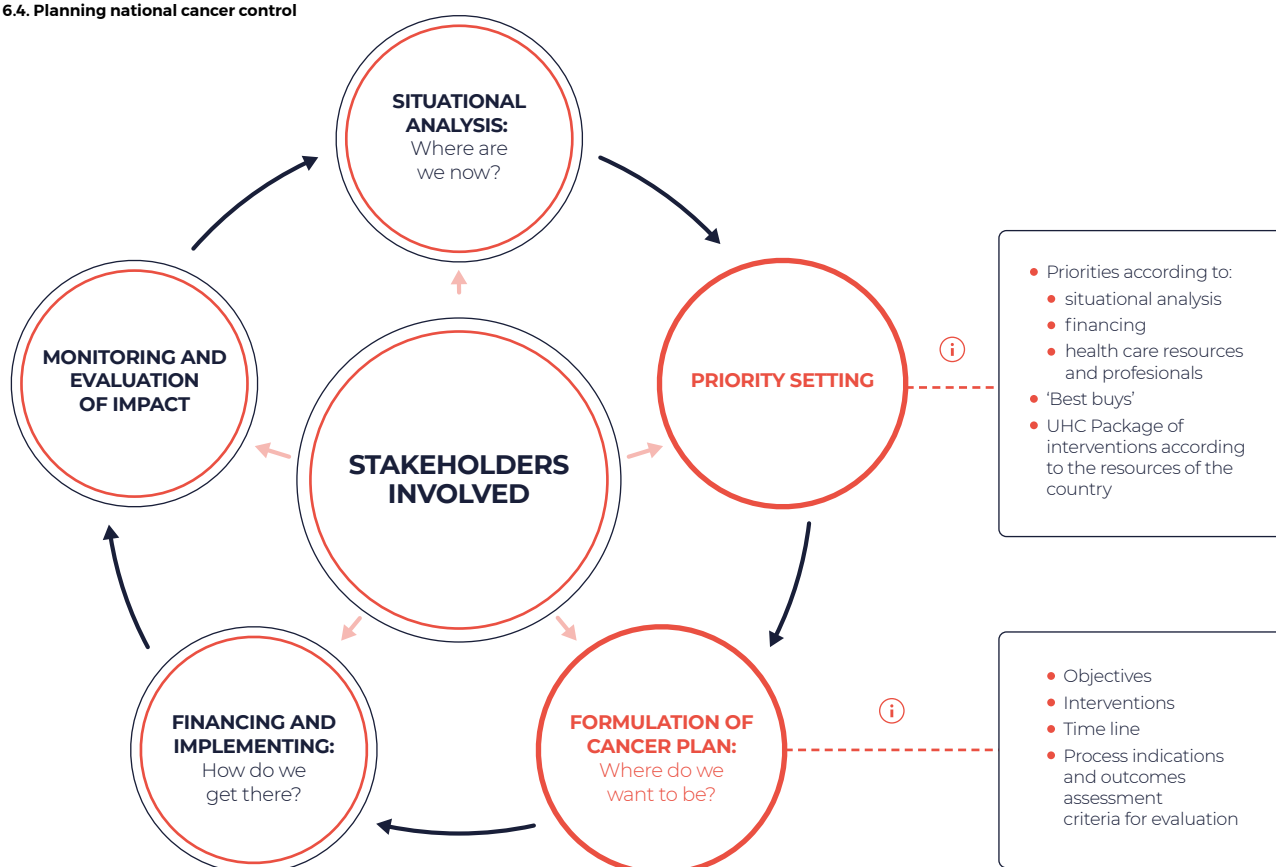 6.4. Planning national cancer control
SITUATIONAL
ANALYSIS:
Where are
we now?
PRIORITY SETTING
• Priorities according to:
• situational analysis
• financing
• health care resources
and profesionals
• 'Best buys'
• UHC Package of
interventions according
to the resources of the
country
MONITORING AND
EVALUATION
OF IMPACT
STAKEHOLDERS
INVOLVED
FINANCING AND
IMPLEMENTING:
How do we
get there?
FORMULATION OF
CANCER PLAN:
Where do we
want to be?
• Objectives
• Interventions
• Time line
• Process indications
and outcomes
assessment
criteria for evaluation
i
i